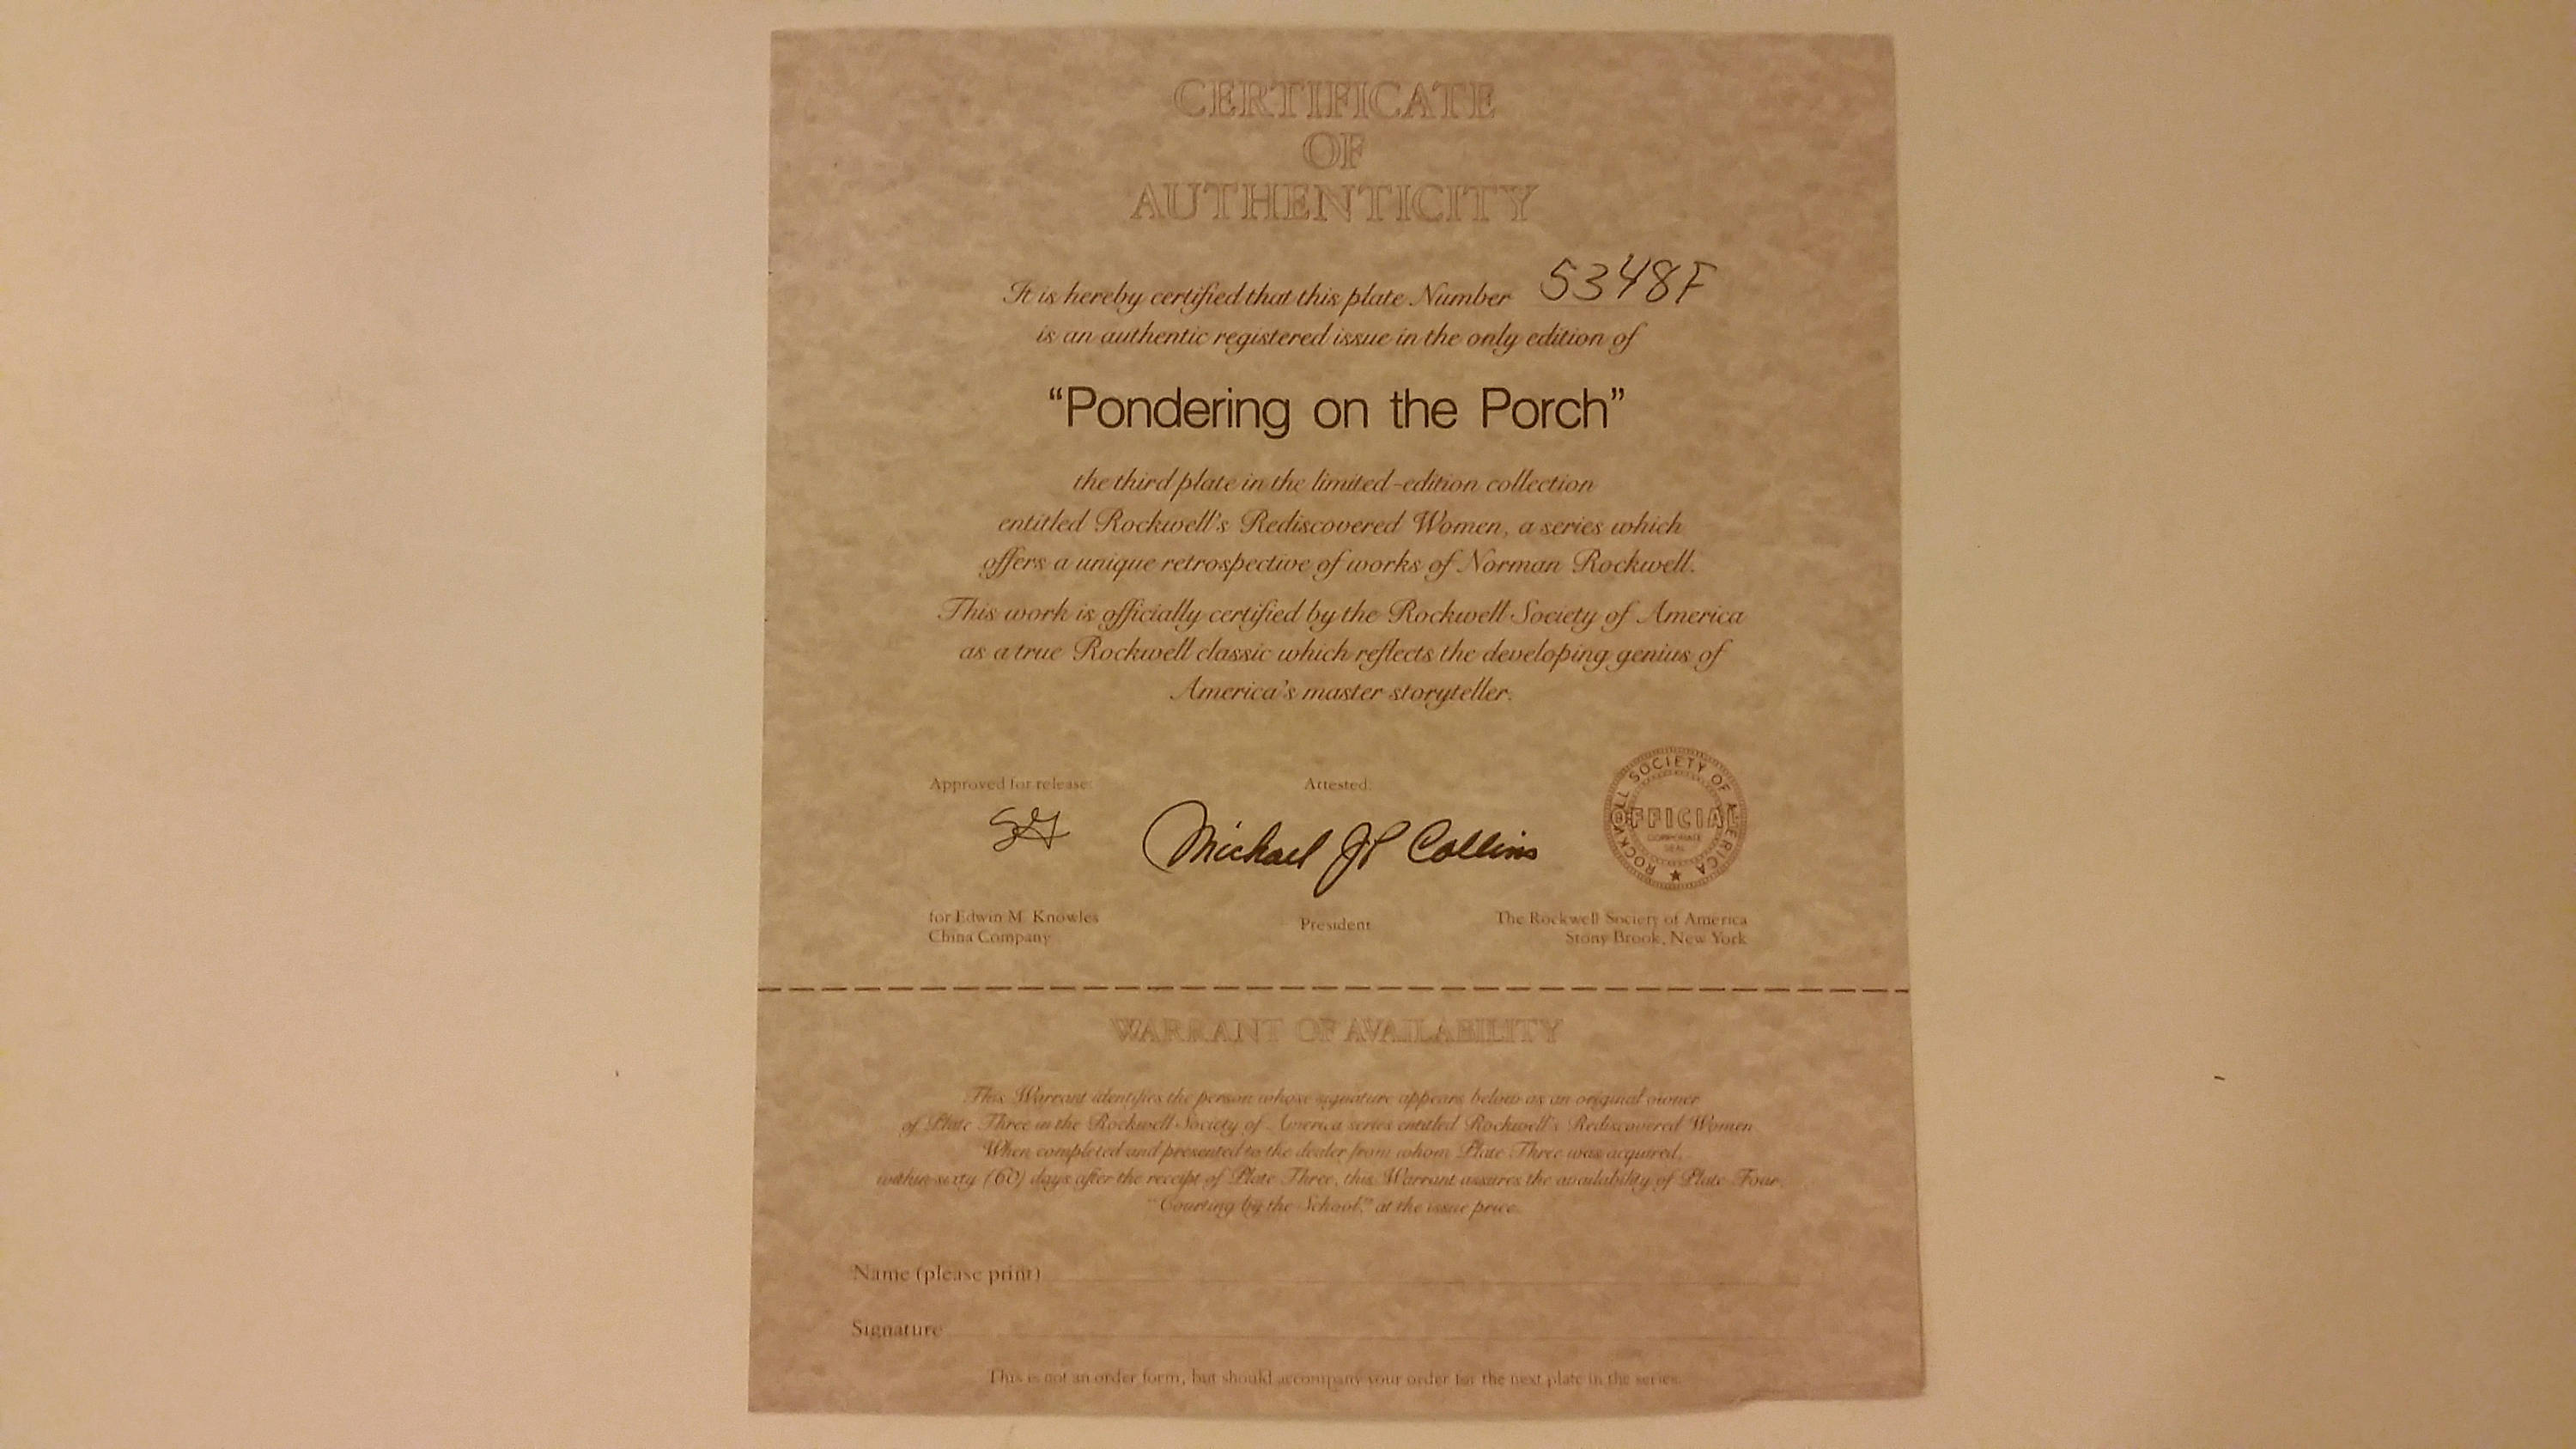 CERTIFICATE
OF
AUTHENTICITY
It is hereby certified that this plate Number 5348F
is an authentic registered issue in the only edition of
“Pondering on the Porch”
the third plate in the limited-edition collection
entitled Rockwell's Rediscovered Women, a series which
offers a unique retrospective of works of Norman Rockwell.
This work is officially certified by the Rockwell Society of America
as a true Rockwell classic which reflects the developing genius of
America's master storyteller.
Approved for release:
Attested:
Michael JP Collins
ROCKWELL SOCIETY OF AMERICA
OFFICIAL
CORPORATE
SEAL
for Edwin M. Knowles
China Company
President
The Rockwell Society of America
Stony Brook, New York
WARRANT OF AVAILABILITY
This Warrant identifies the person whose signature appears below as an original owner
of Plate Three in the Rockwell Society of America series entitled Rockwell's Rediscovered Women
When completed and presented to the dealer from whom Plate Three was acquired,
within sixty (60) days after the receipt of Plate Three, this Warrant assures the availability of Plate Four,
“Courting by the School,” at the issue price.
Name (please print)
Signature
This is not an order form, but should accompany your order for the next plate in the series.